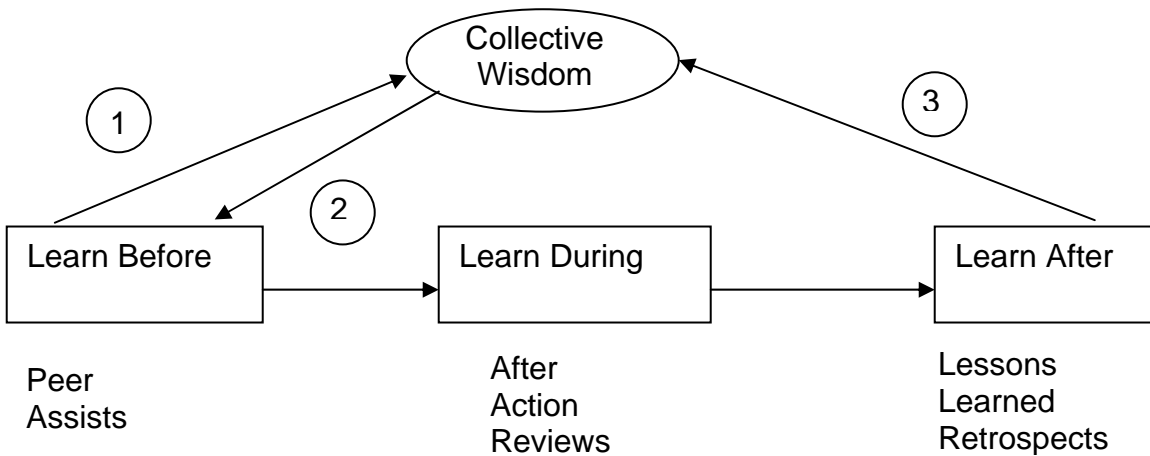 Collective
Wisdom
1
3
2
Learn Before
Learn During
Learn After
Peer
Assists
After
Action
Reviews
Lessons
Learned
Retrospects